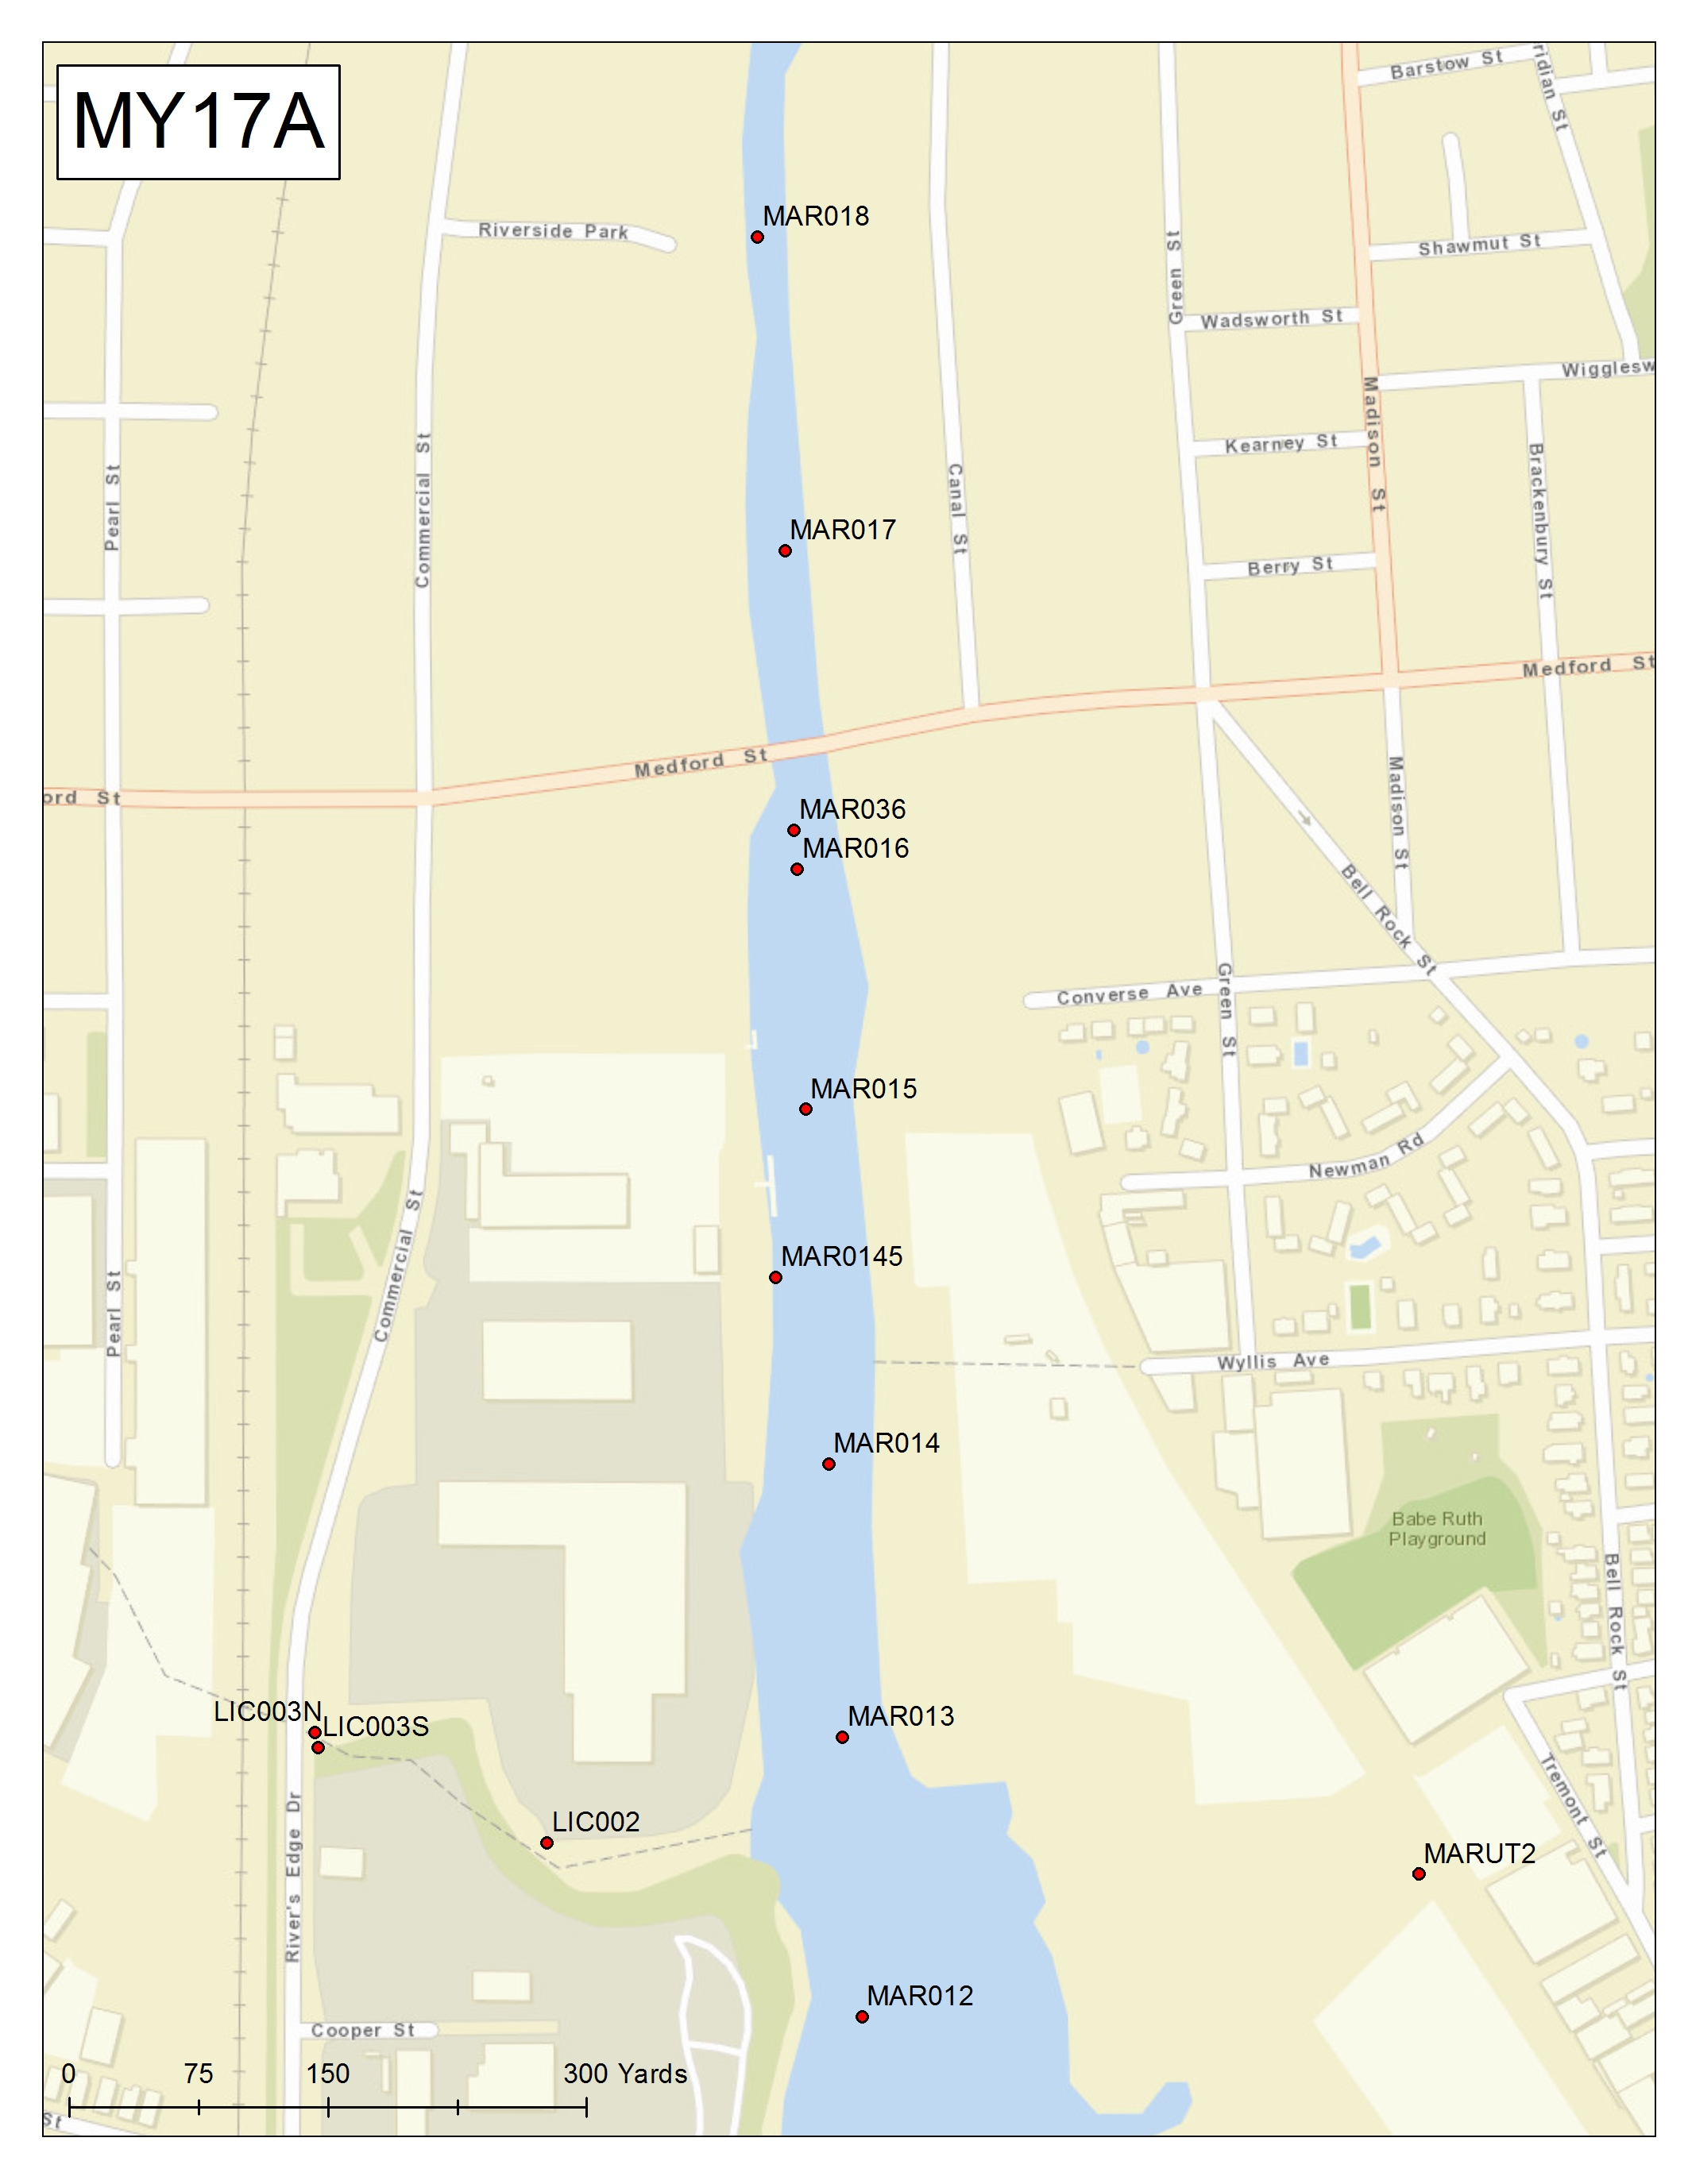 MY17A
Barstow St
ridian St
MAR018
Riverside Park
Green St
Shawmut St
Wadsworth St
Wigglesw
Madison St
Kearney St
Commercial St
Pearl St
Canal St
Brackenbury St
MAR017
Berry St
Medford St
Medford St
ord St
MAR036
MAR016
Madison St
Bell Rock St
Converse Ave
Green St
MAR015
Newman Rd
Commercial St
MAR0145
Pearl St
Wyllis Ave
MAR014
Babe Ruth
Playground
Bell Rock St
LIC003N
LIC003S
MAR013
Tremont St
River's Edge Dr
LIC002
MARUT2
MAR012
Cooper St
0 75 150 300 Yards
St